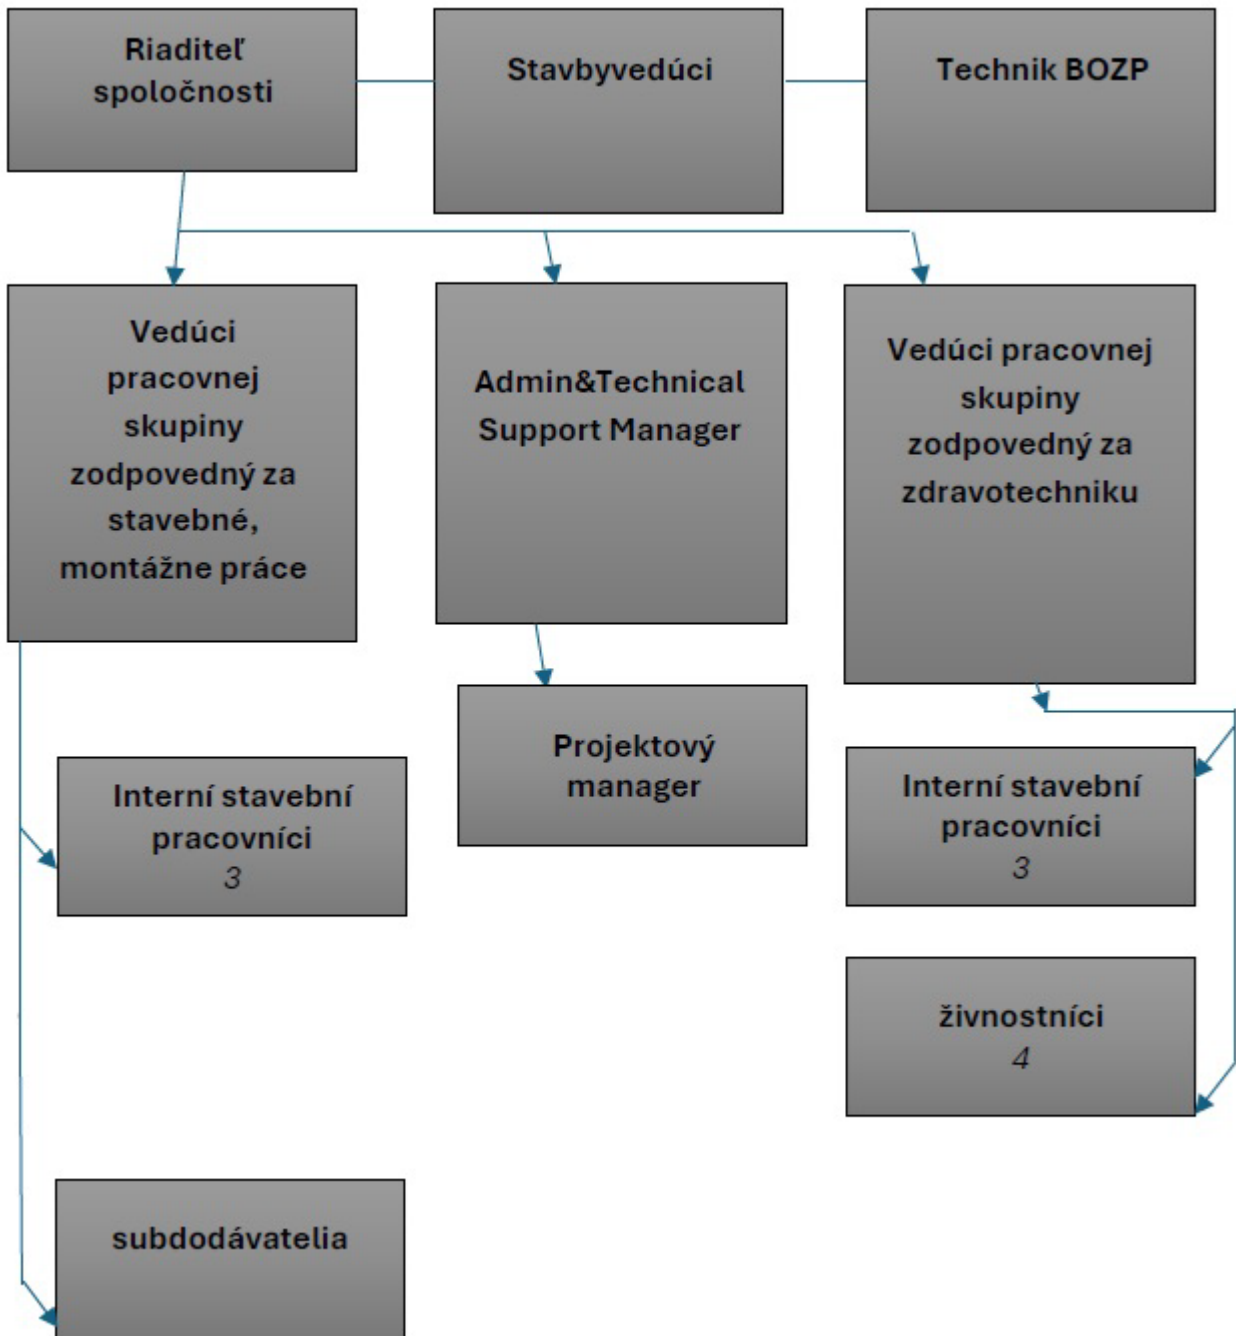 Riaditeľ
spoločnosti
Stavbyvedúci
Technik BOZP
Vedúci
pracovnej
skupiny
zodpovedný za
stavebné,
montážne práce
Admin&Technical
Support Manager
Vedúci pracovnej
skupiny
zodpovedný za
zdravotechniku
Projektový
manager
Interní stavební
pracovníci
3
Interní stavební
pracovníci
3
živnostníci
4
subdodávatelia